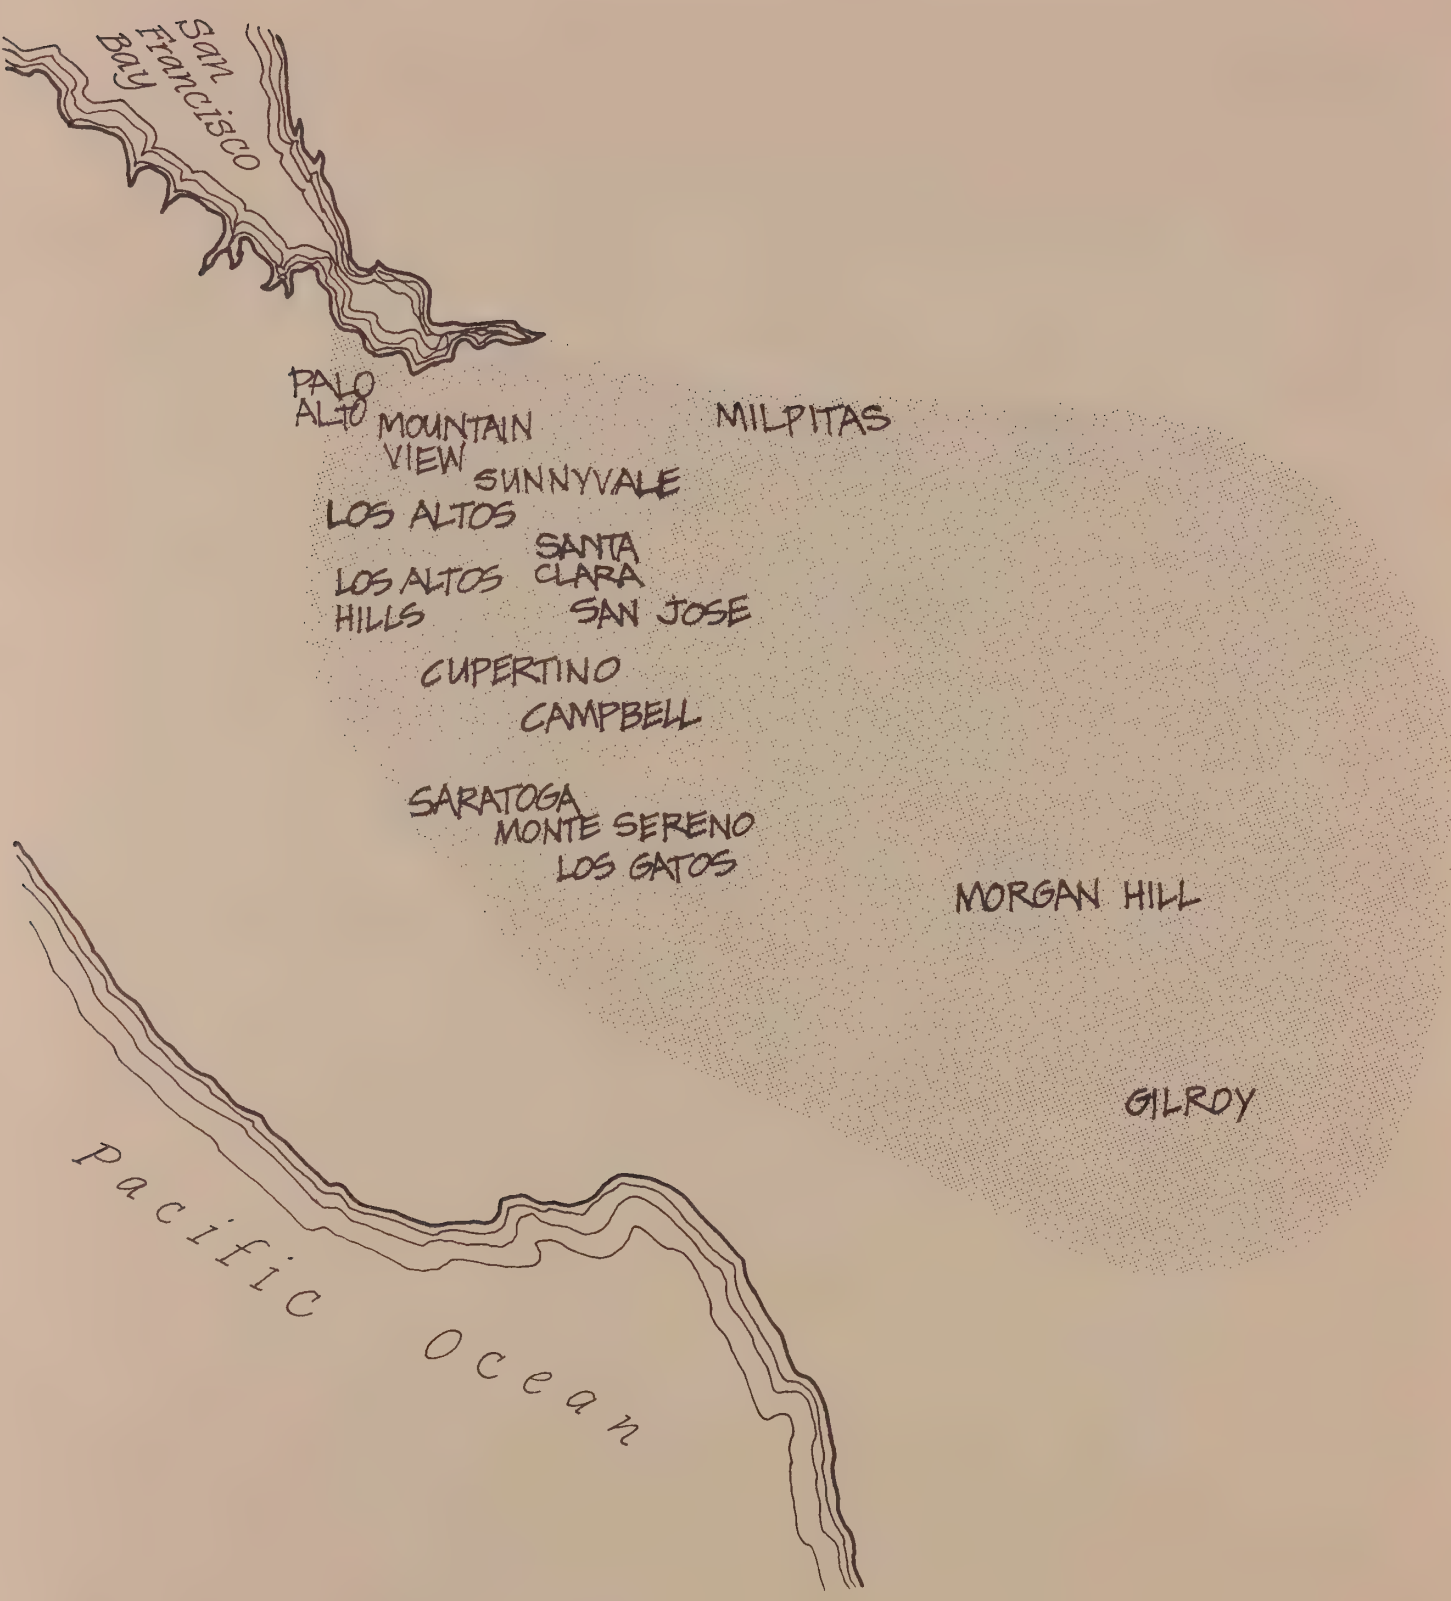 San
Francisco
Bay
PALO
ALTO
MOUNTAIN
VIEW
MILPITAS
SUNNYVALE
LOS ALTOS
SANTA
CLARA
LOS ALTOS
HILLS
SAN JOSE
CUPERTINO
CAMPBELL
SARATOGA
MONTE SERENO
LOS GATOS
MORGAN HILL
GILROY
Pacific Ocean